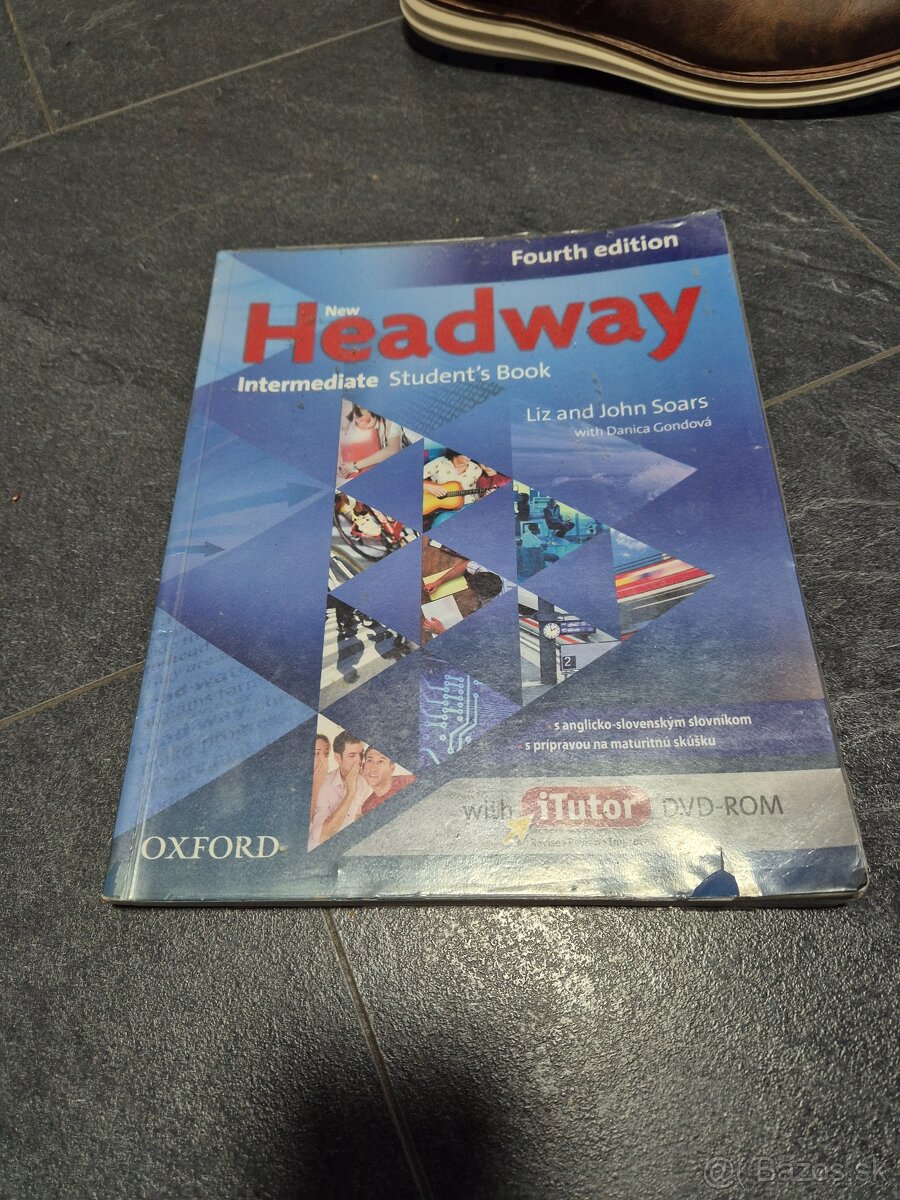 Fourth edition
New
Headway
Intermediate Student's Book
Liz and John Soars
with Danica Gondová
2
s anglicko-slovenským slovníkom
s prípravou na maturitnú skúšku
with iTutor DVD-ROM
OXFORD
@ Bazos.sk